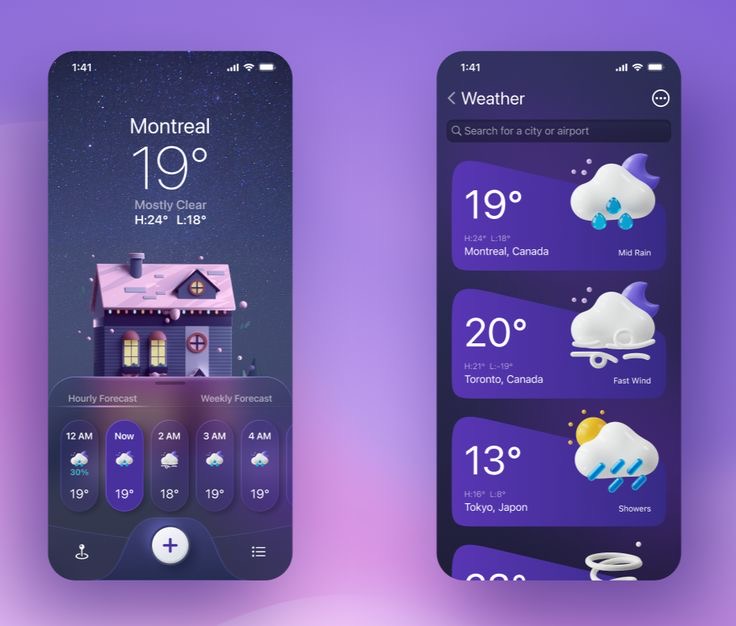 1:41
Montreal
19°
Mostly Clear
H:24° L:18°
Hourly Forecast Weekly Forecast
12 AM Now 2 AM 3 AM 4 AM
30%
19° 19° 18° 19° 19°
1:41
Weather
Search for a city or airport
19°
H:24° L:18°
Montreal, Canada Mid Rain
20°
H:21° L:-19°
Toronto, Canada Fast Wind
13°
H:16° L:8°
Tokyo, Japon Showers